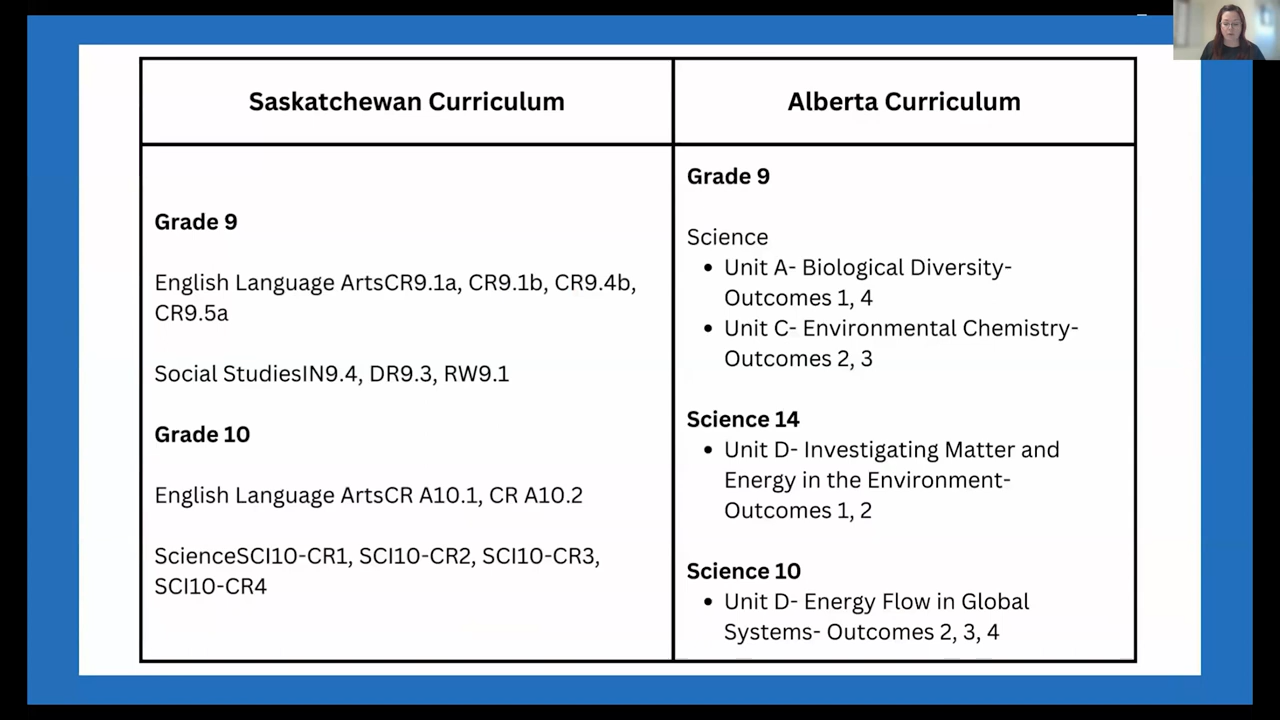 Saskatchewan Curriculum
Alberta Curriculum
Grade 9
English Language ArtsCR9.1a, CR9.1b, CR9.4b,
CR9.5a
Social StudiesIN9.4, DR9.3, RW9.1
Grade 10
English Language ArtsCR A10.1, CR A10.2
ScienceSCI10-CR1, SCI10-CR2, SCI10-CR3,
SCI10-CR4
Grade 9
Science
• Unit A- Biological Diversity-
Outcomes 1, 4
• Unit C- Environmental Chemistry-
Outcomes 2, 3
Science 14
• Unit D- Investigating Matter and
Energy in the Environment-
Outcomes 1, 2
Science 10
• Unit D- Energy Flow in Global
Systems- Outcomes 2, 3, 4